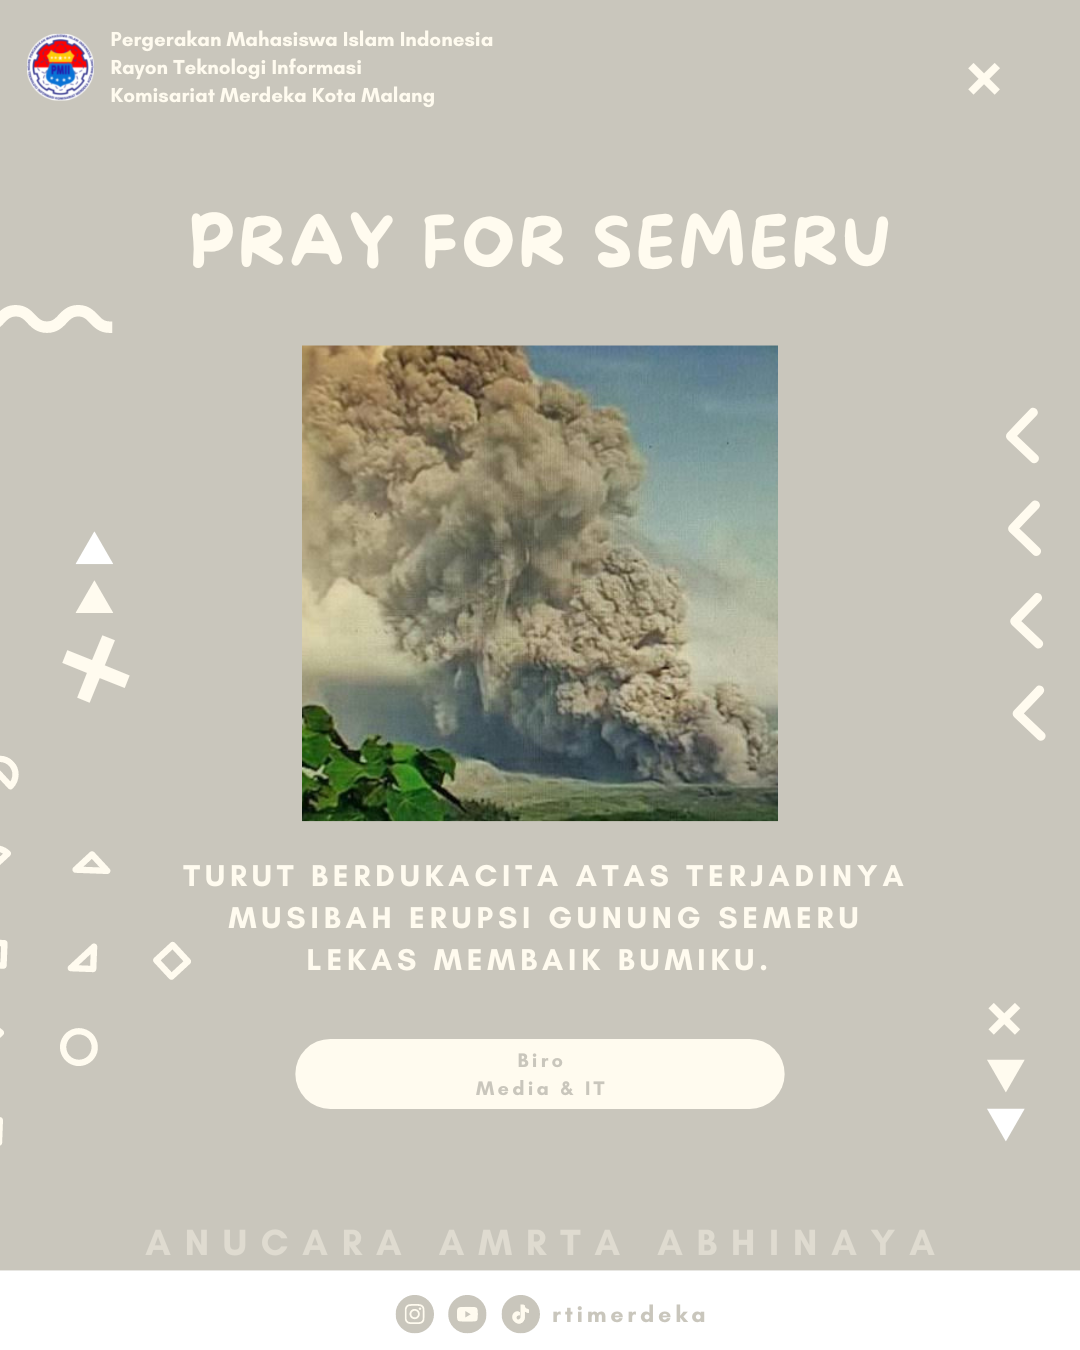 PMII
Pergerakan Mahasiswa Islam Indonesia
Rayon Teknologi Informasi
Komisariat Merdeka Kota Malang
PRAY FOR SEMERU
TURUT BERDUKACITA ATAS TERJADINYA
MUSIBAH ERUPSI GUNUNG SEMERU
LEKAS MEMBAIK BUMIKU.
Biro
Media & IT
ANUCARA AMRTA ABHINAYA
rtimerdeka